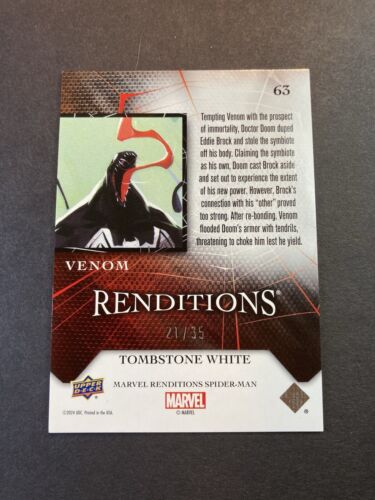 63
Tempting Venom with the prospect
of immortality, Doctor Doom duped
Eddie Brock and stole the symbiote
off his body. Claiming the symbiote
as his own, Doom cast Brock aside
and set out to experience the extent
of his new power. However, Brock's
connection with his "other" proved
too strong. After re-bonding, Venom
flooded Doom's armor with tendrils,
threatening to choke him lest he yield.
VENOM
RENDITIONS®
21/35
TOMBSTONE WHITE
MARVEL RENDITIONS SPIDER-MAN
UPPER DECK
MARVEL
© MARVEL
©2024 UDC. Printed in the USA.
®